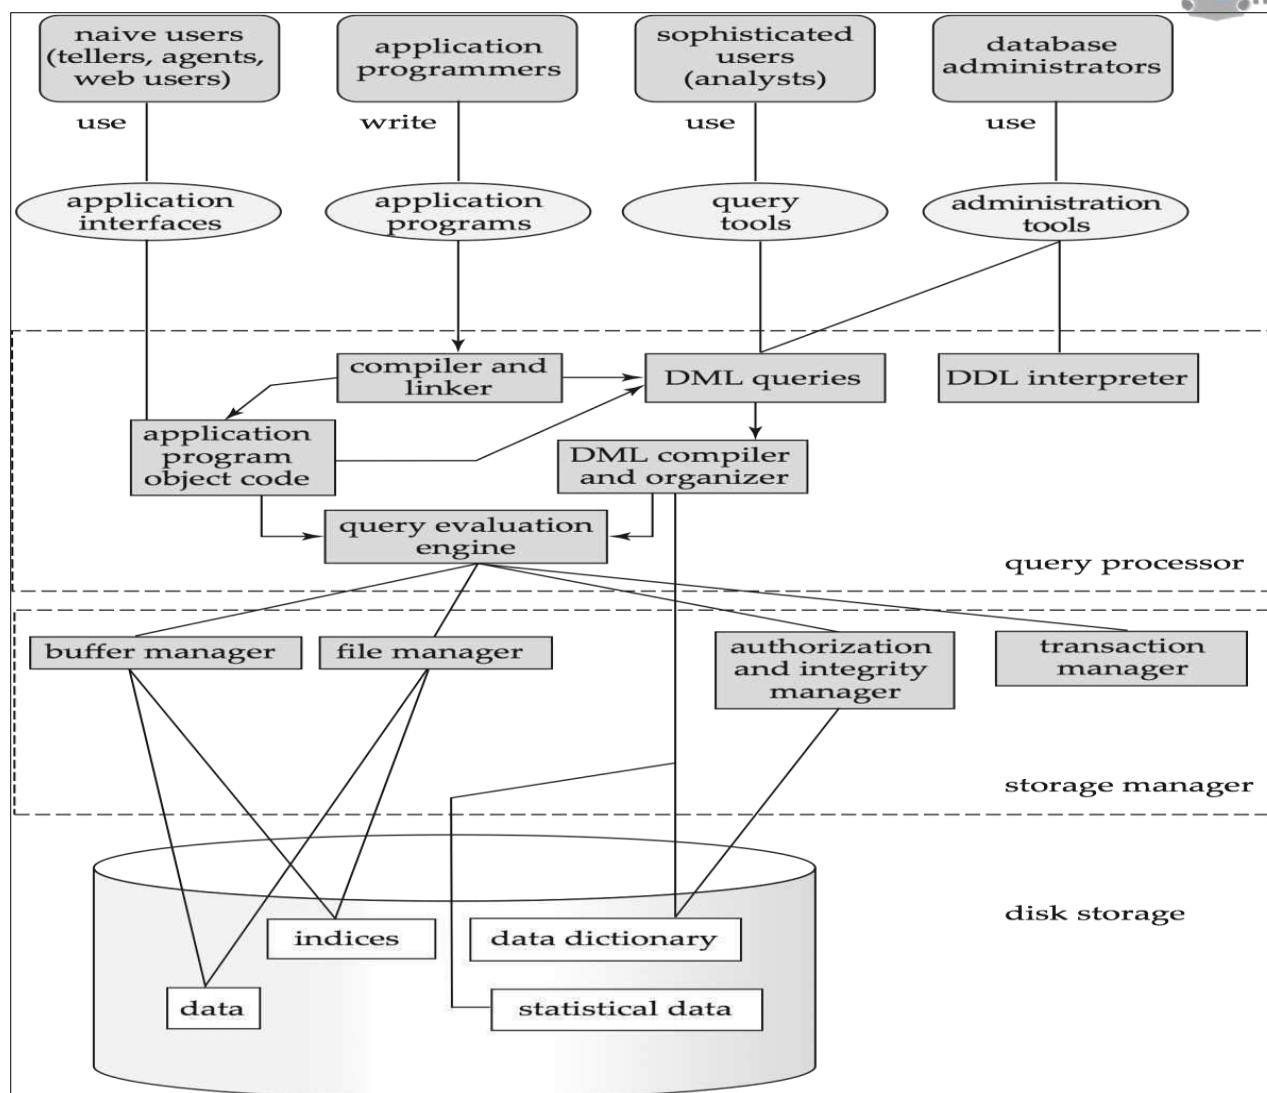 naive users
(tellers, agents,
web users)
application
programmers
sophisticated
users
(analysts)
database
administrators
use
write
use
use
application
interfaces
application
programs
query
tools
administration
tools
compiler and
linker
DML queries
DDL interpreter
application
program
object code
DML compiler
and organizer
query evaluation
engine
query processor
buffer manager
file manager
authorization
and integrity
manager
transaction
manager
storage manager
disk storage
indices
data dictionary
data
statistical data